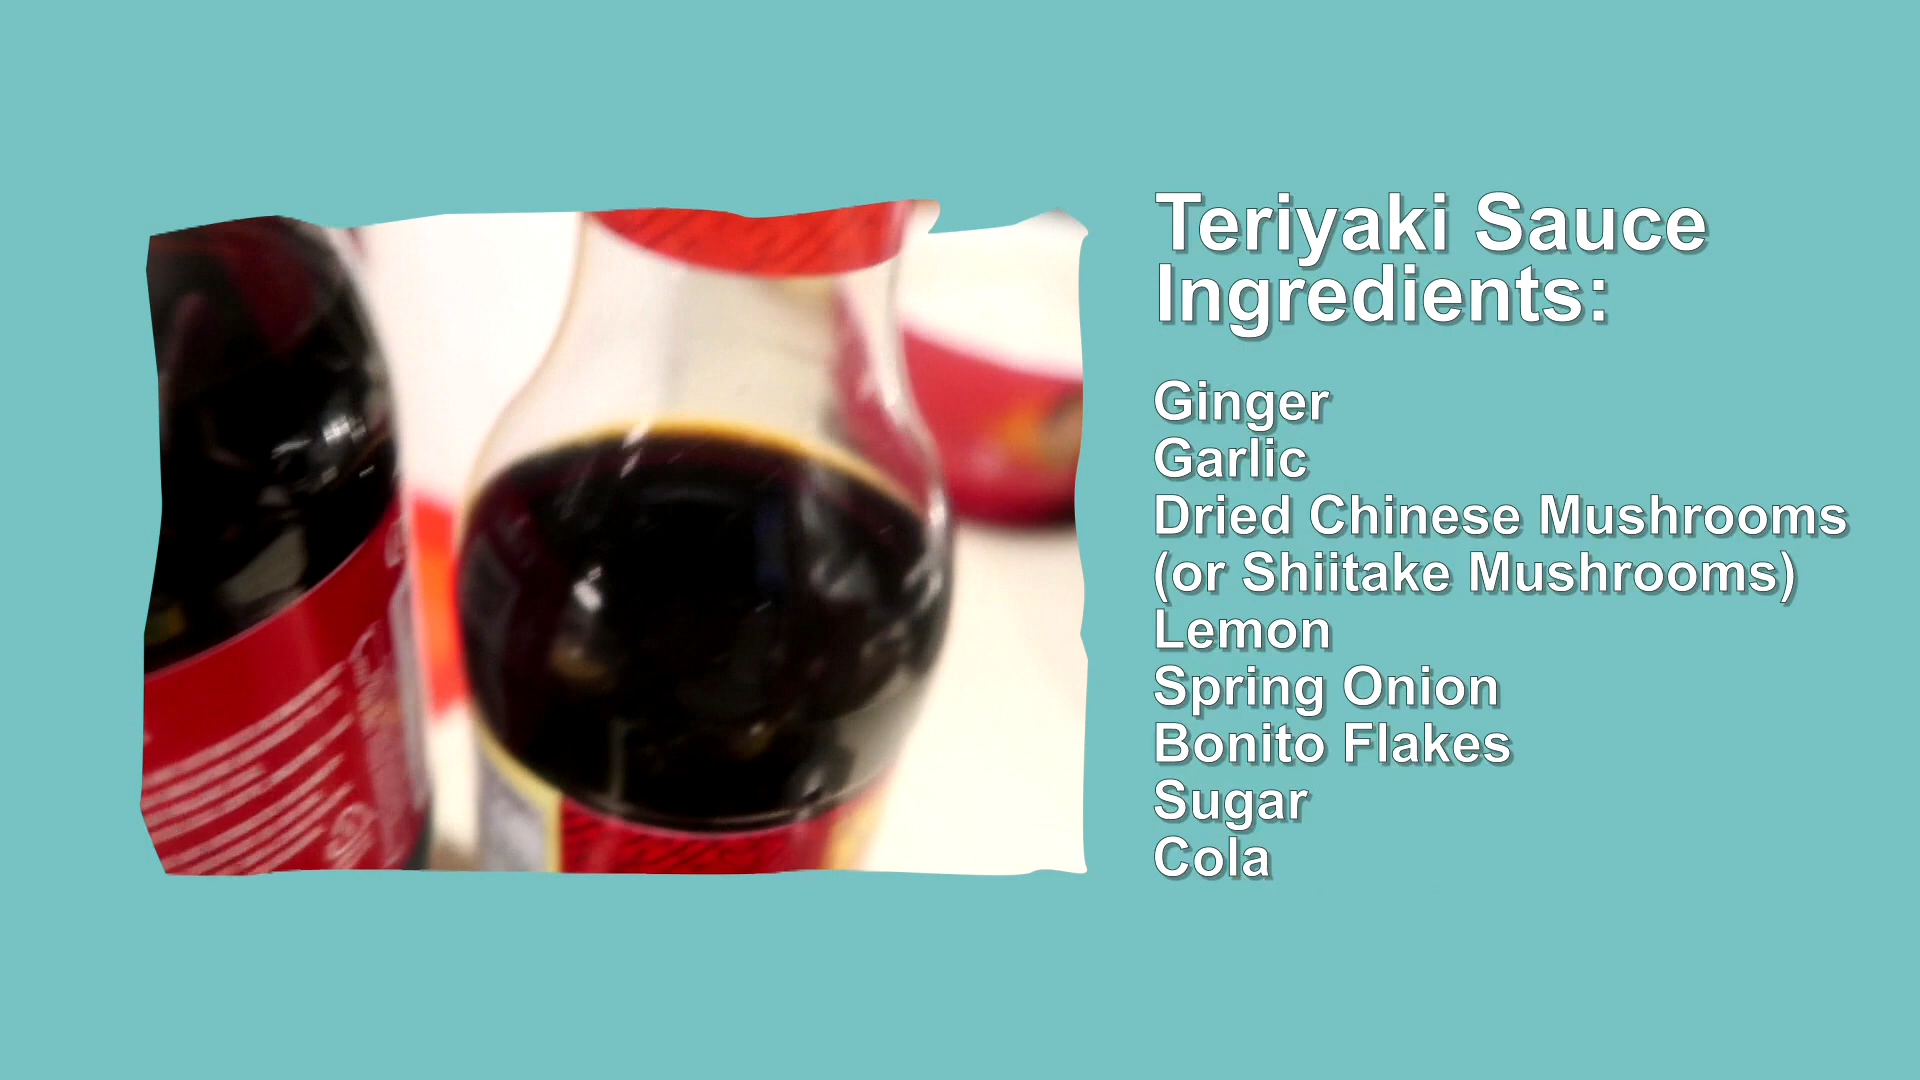 Teriyaki Sauce
Ingredients:
Ginger
Garlic
Dried Chinese Mushrooms
(or Shiitake Mushrooms)
Lemon
Spring Onion
Bonito Flakes
Sugar
Cola